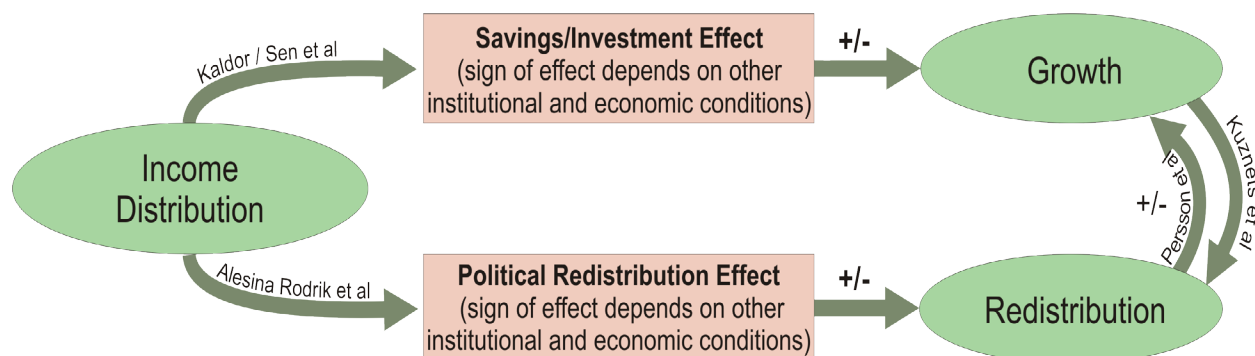 Kaldor / Sen et al
Savings/Investment Effect
(sign of effect depends on other
institutional and economic conditions)
+/-
Growth
Income
Distribution
Kuznets et al
Persson et al
+/-
Alesina Rodrik et al
Political Redistribution Effect
(sign of effect depends on other
institutional and economic conditions)
+/-
Redistribution